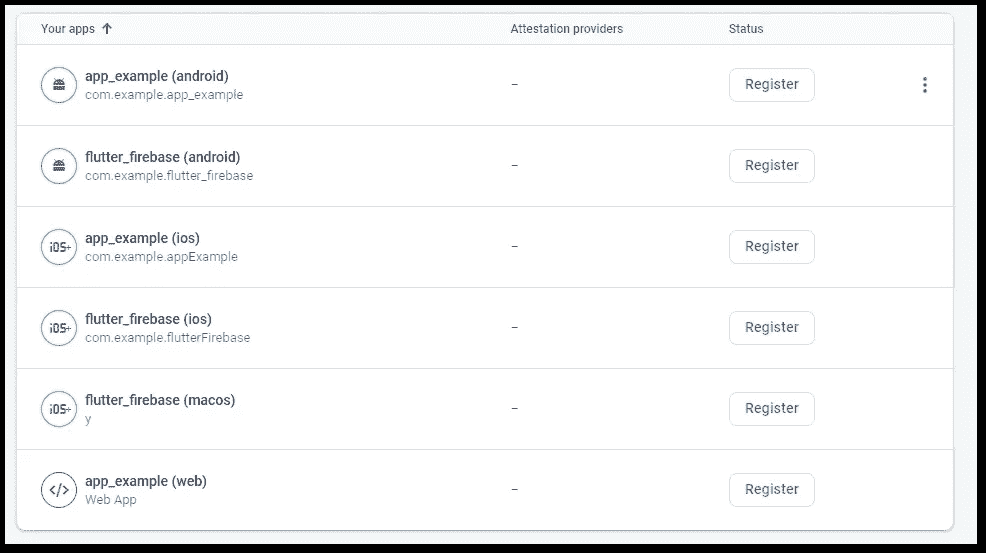 Your apps ↑ Attestation providers Status
app_example (android)
com.example.app_example
– Register
flutter_firebase (android)
com.example.flutter_firebase
– Register
iOS+
app_example (ios)
com.example.appExample
– Register
iOS+
flutter_firebase (ios)
com.example.flutterFirebase
– Register
iOS+
flutter_firebase (macos)
y
– Register
</>
app_example (web)
Web App
– Register